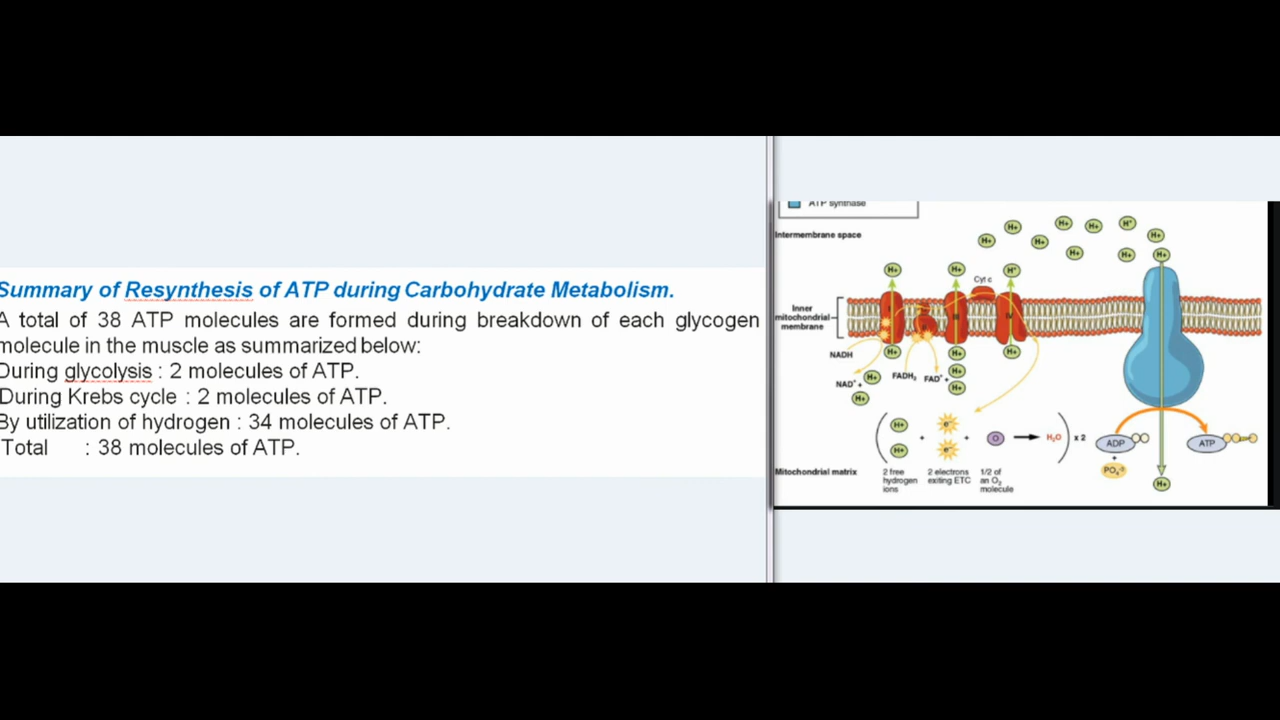 Summary of Resynthesis of ATP during Carbohydrate Metabolism.
A total of 38 ATP molecules are formed during breakdown of each glycogen
molecule in the muscle as summarized below:
During glycolysis : 2 molecules of ATP.
During Krebs cycle : 2 molecules of ATP.
By utilization of hydrogen : 34 molecules of ATP.
Total : 38 molecules of ATP.
ATP synthase
Intermembrane space
H+ H+ H+ H+ H+ H+ H+ H+ H+ H+
H+ H+ H+
Cyt c
Inner
mitochondrial
membrane
III IV
H+ H+ H+
NADH
NAD+ + H+ H+
FADH₂ FAD+ + H+ H+
H+ H+ + e- e- + O → H₂O x 2
ADP
+
PO₄
ATP
H+
Mitochondrial matrix
2 free
hydrogen
ions
2 electrons
exiting ETC
1/2 of
an O₂
molecule